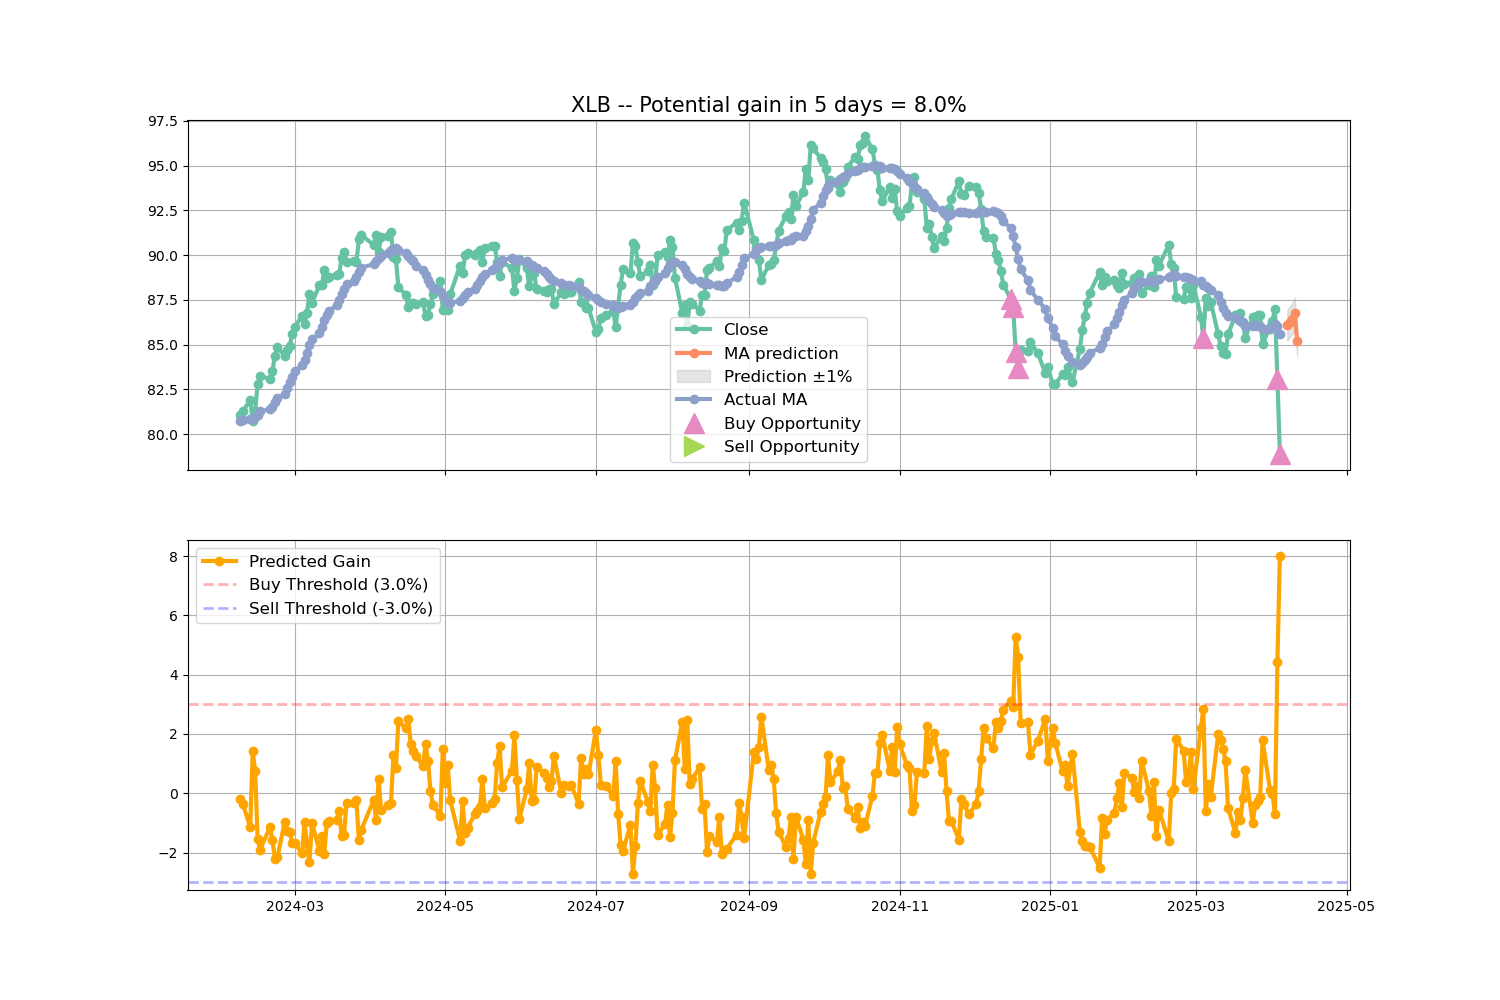 XLB -- Potential gain in 5 days = 8.0%
97.5
95.0
92.5
90.0
87.5
85.0
82.5
80.0
Close
MA prediction
Prediction ±1%
Actual MA
Buy Opportunity
Sell Opportunity
8
6
4
2
0
−2
Predicted Gain
Buy Threshold (3.0%)
Sell Threshold (-3.0%)
2024-03 2024-05 2024-07 2024-09 2024-11 2025-01 2025-03 2025-05